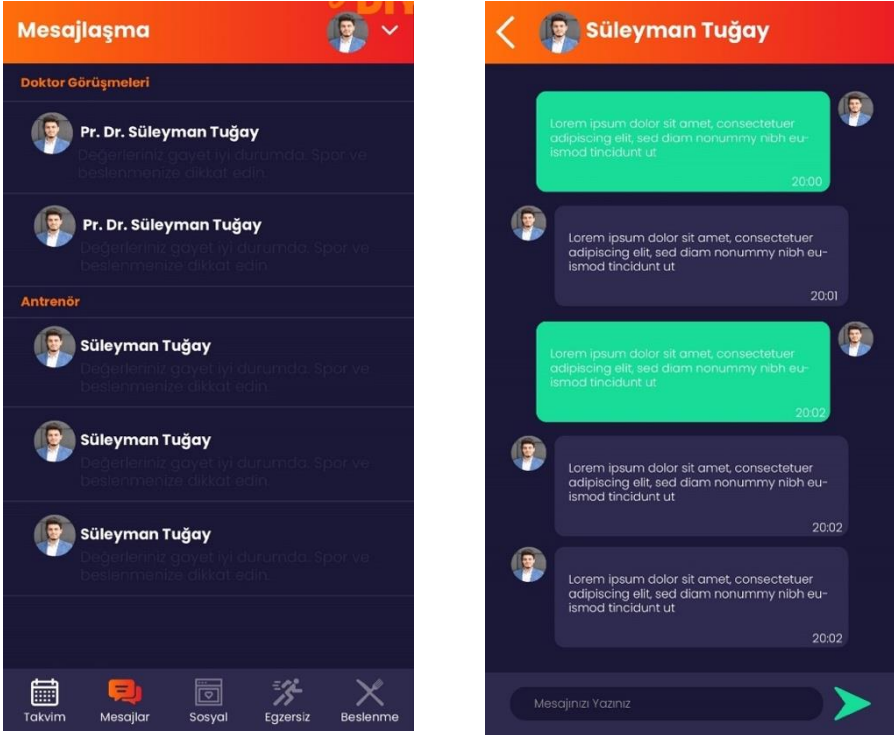 Mesajlaşma
Doktor Görüşmeleri
Pr. Dr. Süleyman Tuğay
Değerleriniz gayet iyi durumda. Spor ve
beslenmenize dikkat edin.
Pr. Dr. Süleyman Tuğay
Değerleriniz gayet iyi durumda. Spor ve
beslenmenize dikkat edin
Antrenör
Süleyman Tuğay
Değerleriniz gayet iyi durumda. Spor ve
beslenmenize dikkat edin.
Süleyman Tuğay
Değerleriniz gayet iyi durumda. Spor ve
beslenmenize dikkat edin.
Süleyman Tuğay
Değerleriniz gayet iyi durumda. Spor ve
beslenmenize dikkat edin.
Takvim
Mesajlar
Sosyal
Egzersiz
Beslenme
Süleyman Tuğay
Lorem ipsum dolor sit amet, consectetuer
adipiscing elit, sed diam nonummy nibh eu-
ismod tincidunt ut
20:00
Lorem ipsum dolor sit amet, consectetuer
adipiscing elit, sed diam nonummy nibh eu-
ismod tincidunt ut
20:01
Lorem ipsum dolor sit amet, consectetuer
adipiscing elit, sed diam nonummy nibh eu-
ismod tincidunt ut
20:02
Lorem ipsum dolor sit amet, consectetuer
adipiscing elit, sed diam nonummy nibh eu-
ismod tincidunt ut
20:02
Lorem ipsum dolor sit amet, consectetuer
adipiscing elit, sed diam nonummy nibh eu-
ismod tincidunt ut
20:02
Mesajınızı Yazınız